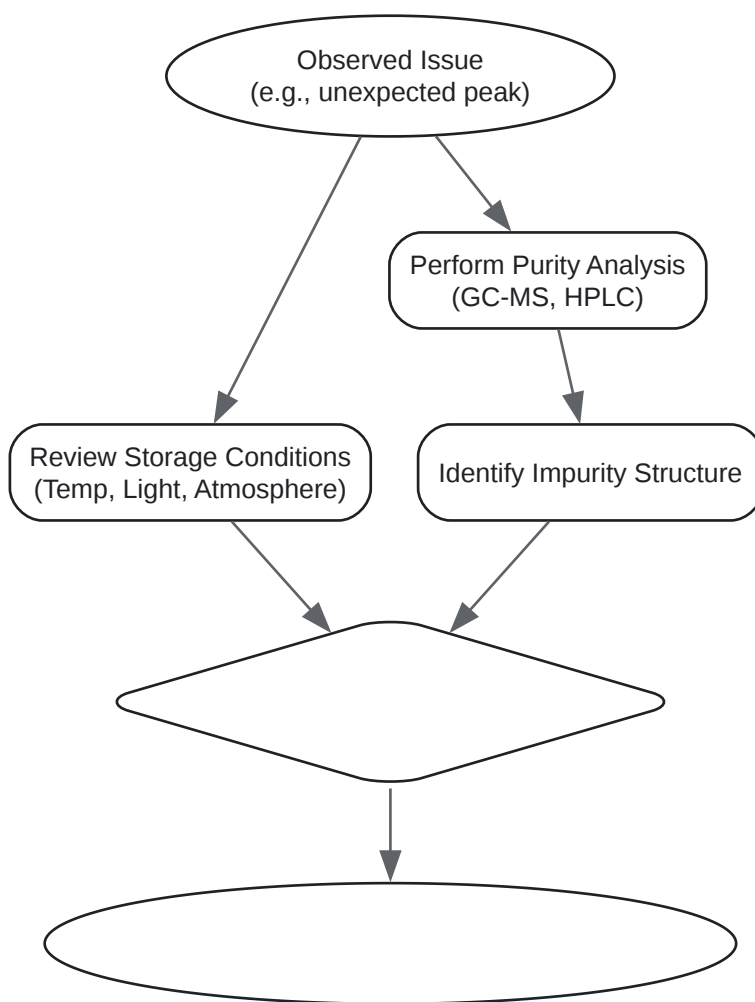 Observed Issue
(e.g., unexpected peak)
Perform Purity Analysis
(GC-MS, HPLC)
Review Storage Conditions
(Temp, Light, Atmosphere)
Identify Impurity Structure